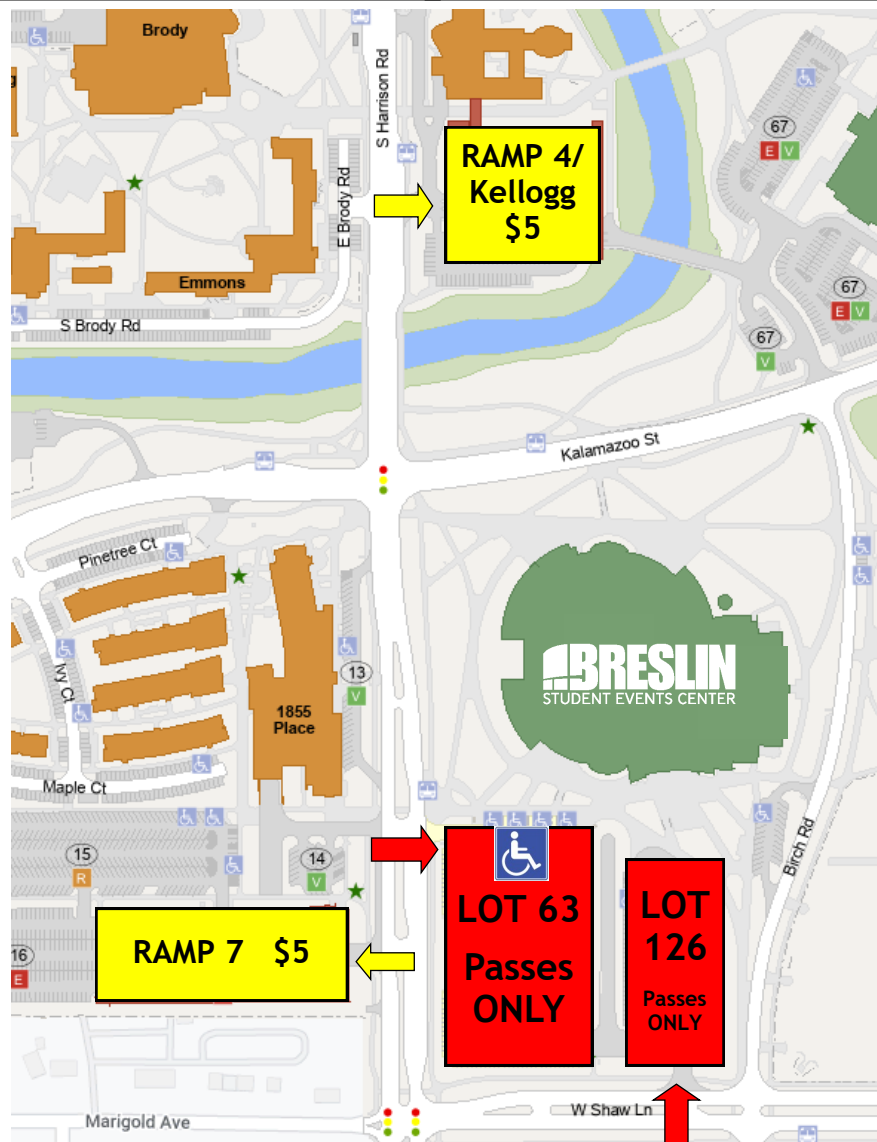 Brody
S Harrison Rd
67
E V
RAMP 4/
Kellogg
$5
E Brody Rd
Emmons
67
E V
S Brody Rd
67
V
Kalamazoo St
Pinetree Ct
Ivy Ct
13
V
BRESLIN
STUDENT EVENTS CENTER
1855
Place
Maple Ct
15
R
14
V
Birch Rd
LOT 63
Passes
ONLY
LOT
126
Passes
ONLY
RAMP 7 $5
16
E
W Shaw Ln
Marigold Ave